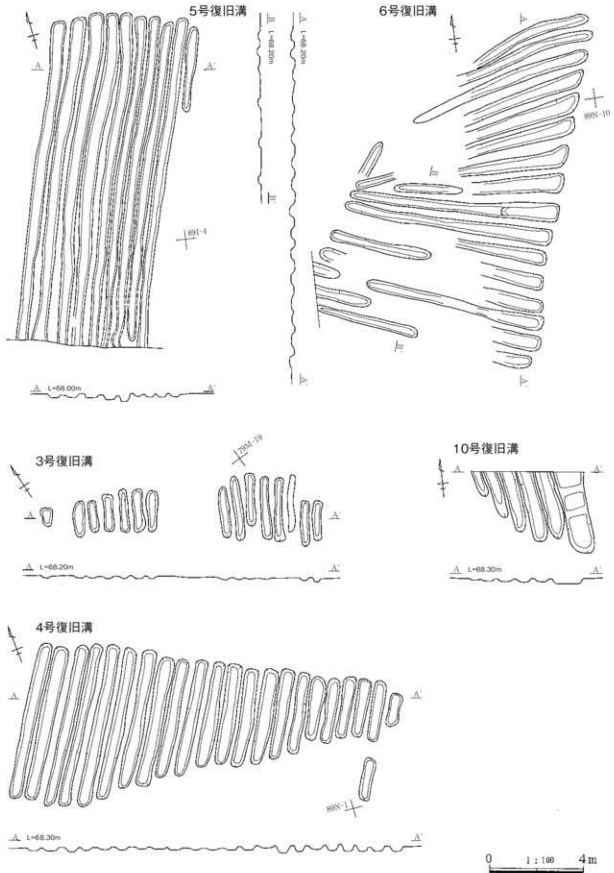 5号復旧溝
A A'
89I-4
A L=68.00m A'
B L=68.20m B'
A L=68.20m A'
6号復旧溝
A
89N-10
B
B'
A'
3号復旧溝
79M-19
A A'
A L=68.20m A'
10号復旧溝
A A'
A L=68.30m A'
4号復旧溝
A A'
89N-1
A L=68.30m A'
0 1:160 4m